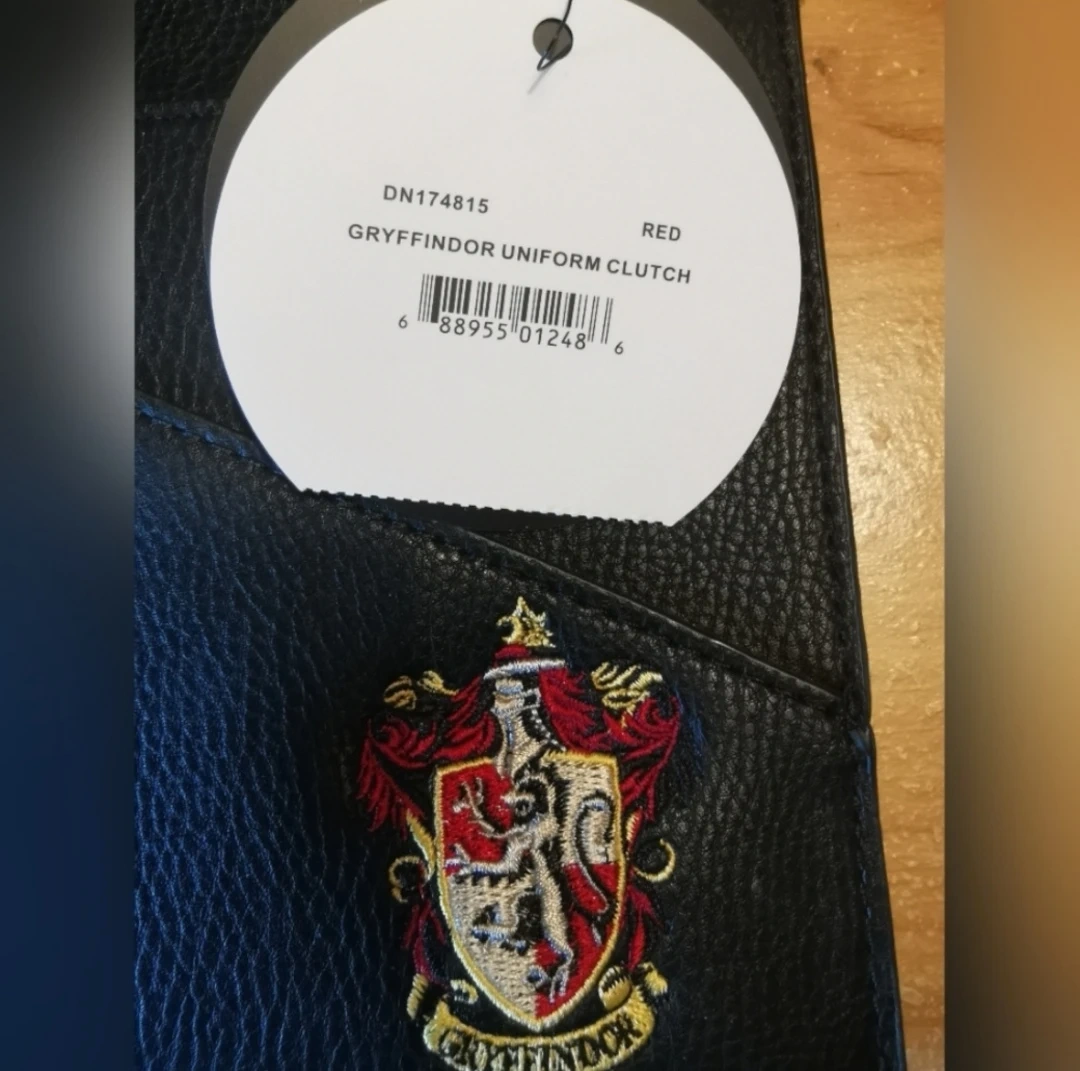 DN174815
RED
GRYFFINDOR UNIFORM CLUTCH
6 88955 01248 6
GRYFFINDOR